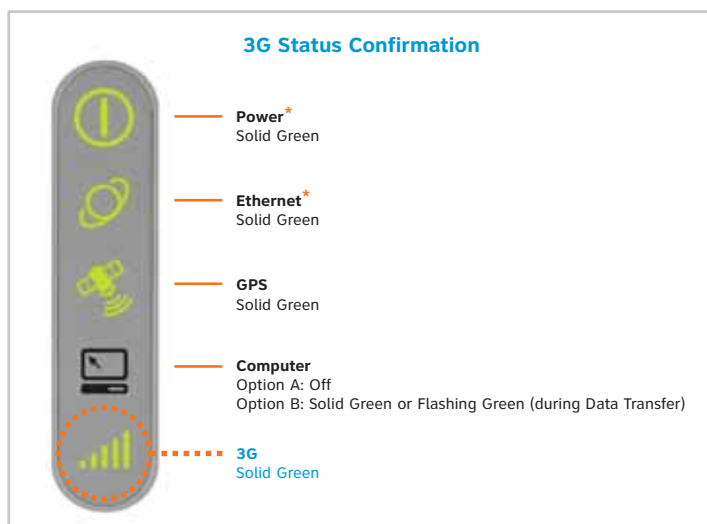 3G Status Confirmation
Power*
Solid Green
Ethernet*
Solid Green
GPS
Solid Green
Computer
Option A: Off
Option B: Solid Green or Flashing Green (during Data Transfer)
3G
Solid Green